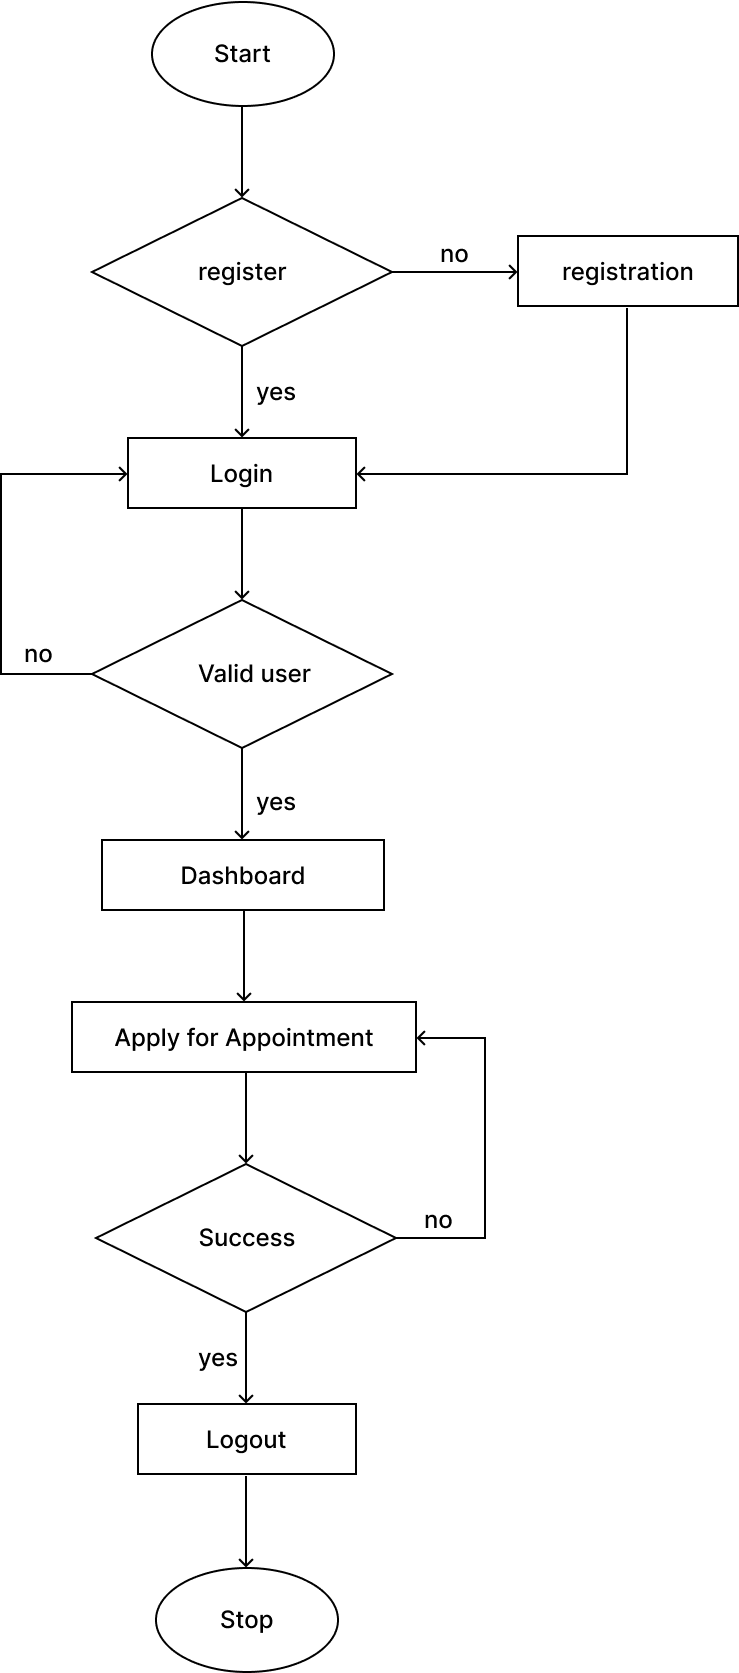 Start
register
no
registration
yes
Login
no
Valid user
yes
Dashboard
Apply for Appointment
no
Success
yes
Logout
Stop